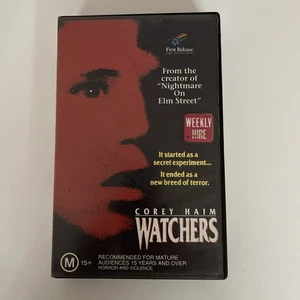 First Release
From the
creator of
"Nightmare
On
Elm Street"
WEEKLY
HIRE
It started as a
secret experiment...
It ended as a
new breed of terror.
COREY HAIM
WATCHERS
M 15+
RECOMMENDED FOR MATURE
AUDIENCES 15 YEARS AND OVER
HORROR AND VIOLENCE.